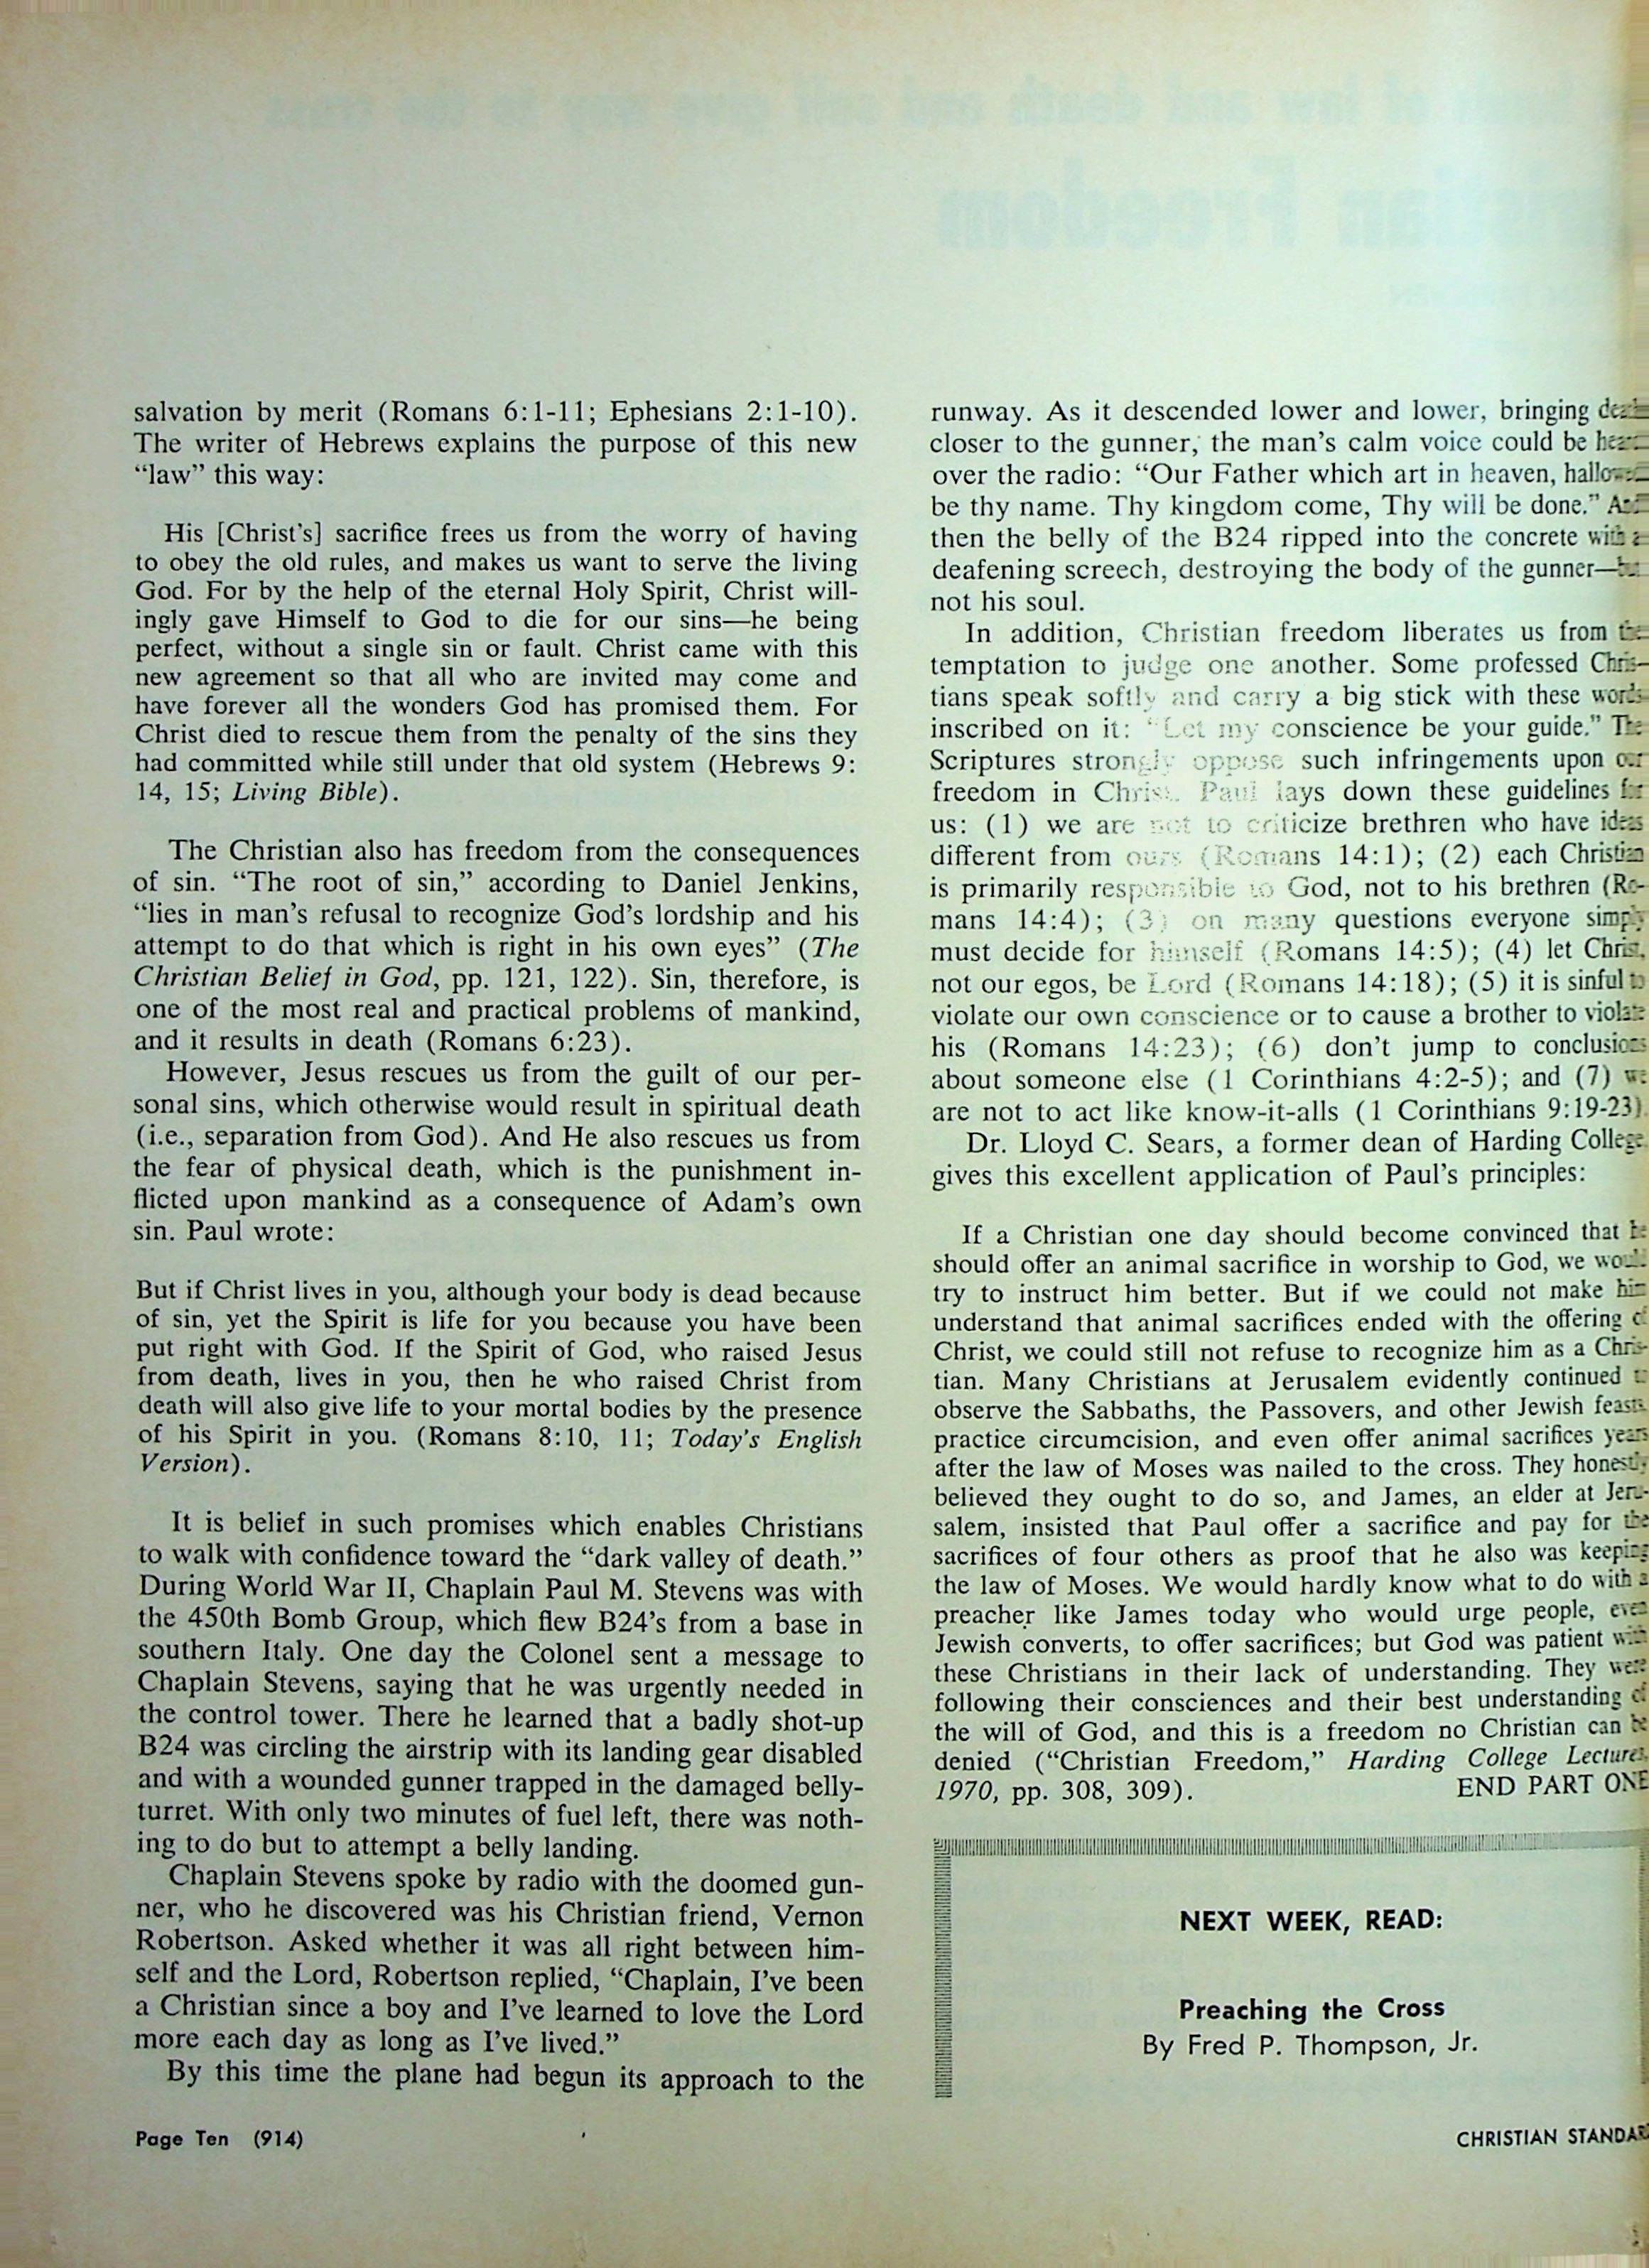 salvation by merit (Romans 6:1-11; Ephesians 2:1-10).
The writer of Hebrews explains the purpose of this new
“law” this way:
His [Christ's] sacrifice frees us from the worry of having
to obey the old rules, and makes us want to serve the living
God. For by the help of the eternal Holy Spirit, Christ will-
ingly gave Himself to God to die for our sins—he being
perfect, without a single sin or fault. Christ came with this
new agreement so that all who are invited may come and
have forever all the wonders God has promised them. For
Christ died to rescue them from the penalty of the sins they
had committed while still under that old system (Hebrews 9:
14, 15; Living Bible).
The Christian also has freedom from the consequences
of sin. “The root of sin,” according to Daniel Jenkins,
“lies in man's refusal to recognize God's lordship and his
attempt to do that which is right in his own eyes” (The
Christian Belief in God, pp. 121, 122). Sin, therefore, is
one of the most real and practical problems of mankind,
and it results in death (Romans 6:23).
However, Jesus rescues us from the guilt of our per-
sonal sins, which otherwise would result in spiritual death
(i.e., separation from God). And He also rescues us from
the fear of physical death, which is the punishment in-
flicted upon mankind as a consequence of Adam's own
sin. Paul wrote:
But if Christ lives in you, although your body is dead because
of sin, yet the Spirit is life for you because you have been
put right with God. If the Spirit of God, who raised Jesus
from death, lives in you, then he who raised Christ from
death will also give life to your mortal bodies by the presence
of his Spirit in you. (Romans 8:10, 11; Today's English
Version).
It is belief in such promises which enables Christians
to walk with confidence toward the “dark valley of death.”
During World War II, Chaplain Paul M. Stevens was with
the 450th Bomb Group, which flew B24's from a base in
southern Italy. One day the Colonel sent a message to
Chaplain Stevens, saying that he was urgently needed in
the control tower. There he learned that a badly shot-up
B24 was circling the airstrip with its landing gear disabled
and with a wounded gunner trapped in the damaged belly-
turret. With only two minutes of fuel left, there was noth-
ing to do but to attempt a belly landing.
Chaplain Stevens spoke by radio with the doomed gun-
ner, who he discovered was his Christian friend, Vernon
Robertson. Asked whether it was all right between him-
self and the Lord, Robertson replied, “Chaplain, I've been
a Christian since a boy and I've learned to love the Lord
more each day as long as I've lived.”
By this time the plane had begun its approach to the
runway. As it descended lower and lower, bringing death
closer to the gunner, the man's calm voice could be heard
over the radio: “Our Father which art in heaven, hallowed
be thy name. Thy kingdom come, Thy will be done.” And
then the belly of the B24 ripped into the concrete with a
deafening screech, destroying the body of the gunner—but
not his soul.
In addition, Christian freedom liberates us from the
temptation to judge one another. Some professed Chris-
tians speak softly and carry a big stick with these words
inscribed on it: “Let my conscience be your guide.” The
Scriptures strongly oppose such infringements upon our
freedom in Christ. Paul lays down these guidelines for
us: (1) we are not to criticize brethren who have ideas
different from ours (Romans 14:1); (2) each Christian
is primarily responsible to God, not to his brethren (Ro-
mans 14:4); (3) on many questions everyone simply
must decide for himself (Romans 14:5); (4) let Christ,
not our egos, be Lord (Romans 14:18); (5) it is sinful to
violate our own conscience or to cause a brother to violate
his (Romans 14:23); (6) don't jump to conclusions
about someone else (1 Corinthians 4:2-5); and (7) we
are not to act like know-it-alls (1 Corinthians 9:19-23).
Dr. Lloyd C. Sears, a former dean of Harding College
gives this excellent application of Paul's principles:
If a Christian one day should become convinced that he
should offer an animal sacrifice in worship to God, we would
try to instruct him better. But if we could not make him
understand that animal sacrifices ended with the offering of
Christ, we could still not refuse to recognize him as a Chris-
tian. Many Christians at Jerusalem evidently continued to
observe the Sabbaths, the Passovers, and other Jewish feasts,
practice circumcision, and even offer animal sacrifices years
after the law of Moses was nailed to the cross. They honestly
believed they ought to do so, and James, an elder at Jeru-
salem, insisted that Paul offer a sacrifice and pay for the
sacrifices of four others as proof that he also was keeping
the law of Moses. We would hardly know what to do with a
preacher like James today who would urge people, even
Jewish converts, to offer sacrifices; but God was patient with
these Christians in their lack of understanding. They were
following their consciences and their best understanding of
the will of God, and this is a freedom no Christian can be
denied (“Christian Freedom,” Harding College Lectures,
1970, pp. 308, 309). END PART ONE
NEXT WEEK, READ:
Preaching the Cross
By Fred P. Thompson, Jr.
Page Ten (914)
CHRISTIAN STANDAR